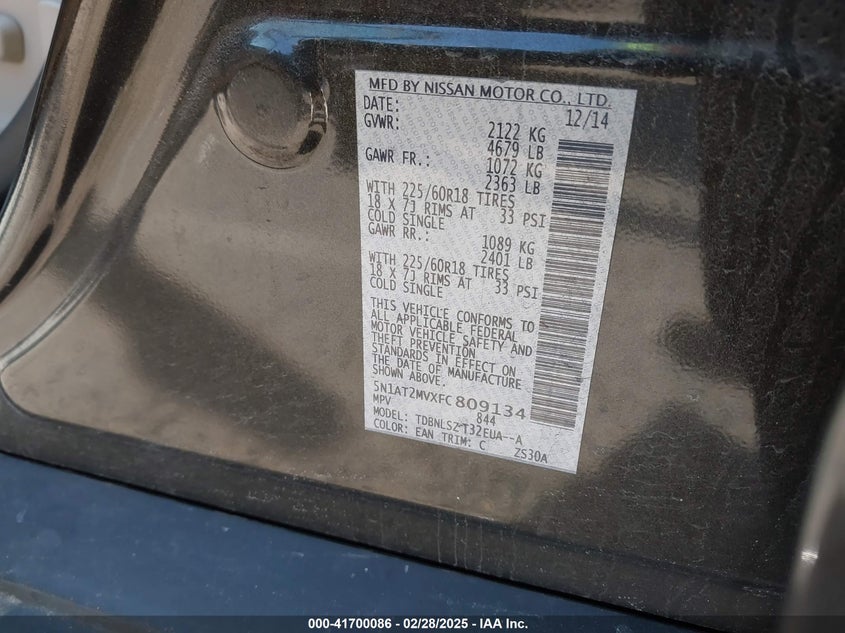 MFD BY NISSAN MOTOR CO., LTD.
DATE: 12/14
GVWR: 2122 KG
4679 LB
GAWR FR.: 1072 KG
2363 LB
WITH 225/60R18 TIRES
18 X 7J RIMS AT 33 PSI
COLD SINGLE
GAWR RR.: 1089 KG
2401 LB
WITH 225/60R18 TIRES
18 X 7J RIMS AT 33 PSI
COLD SINGLE
THIS VEHICLE CONFORMS TO
ALL APPLICABLE FEDERAL
MOTOR VEHICLE SAFETY AND
THEFT PREVENTION
STANDARDS IN EFFECT ON
THE DATE OF MANUFACTURE
SHOWN ABOVE.
5N1AT2MVXFC809134
MPV 844
MODEL: TDBNLSZ T32EUA--A
COLOR: EAN TRIM: C ZS30A
000-41700086 - 02/28/2025 - IAA Inc.